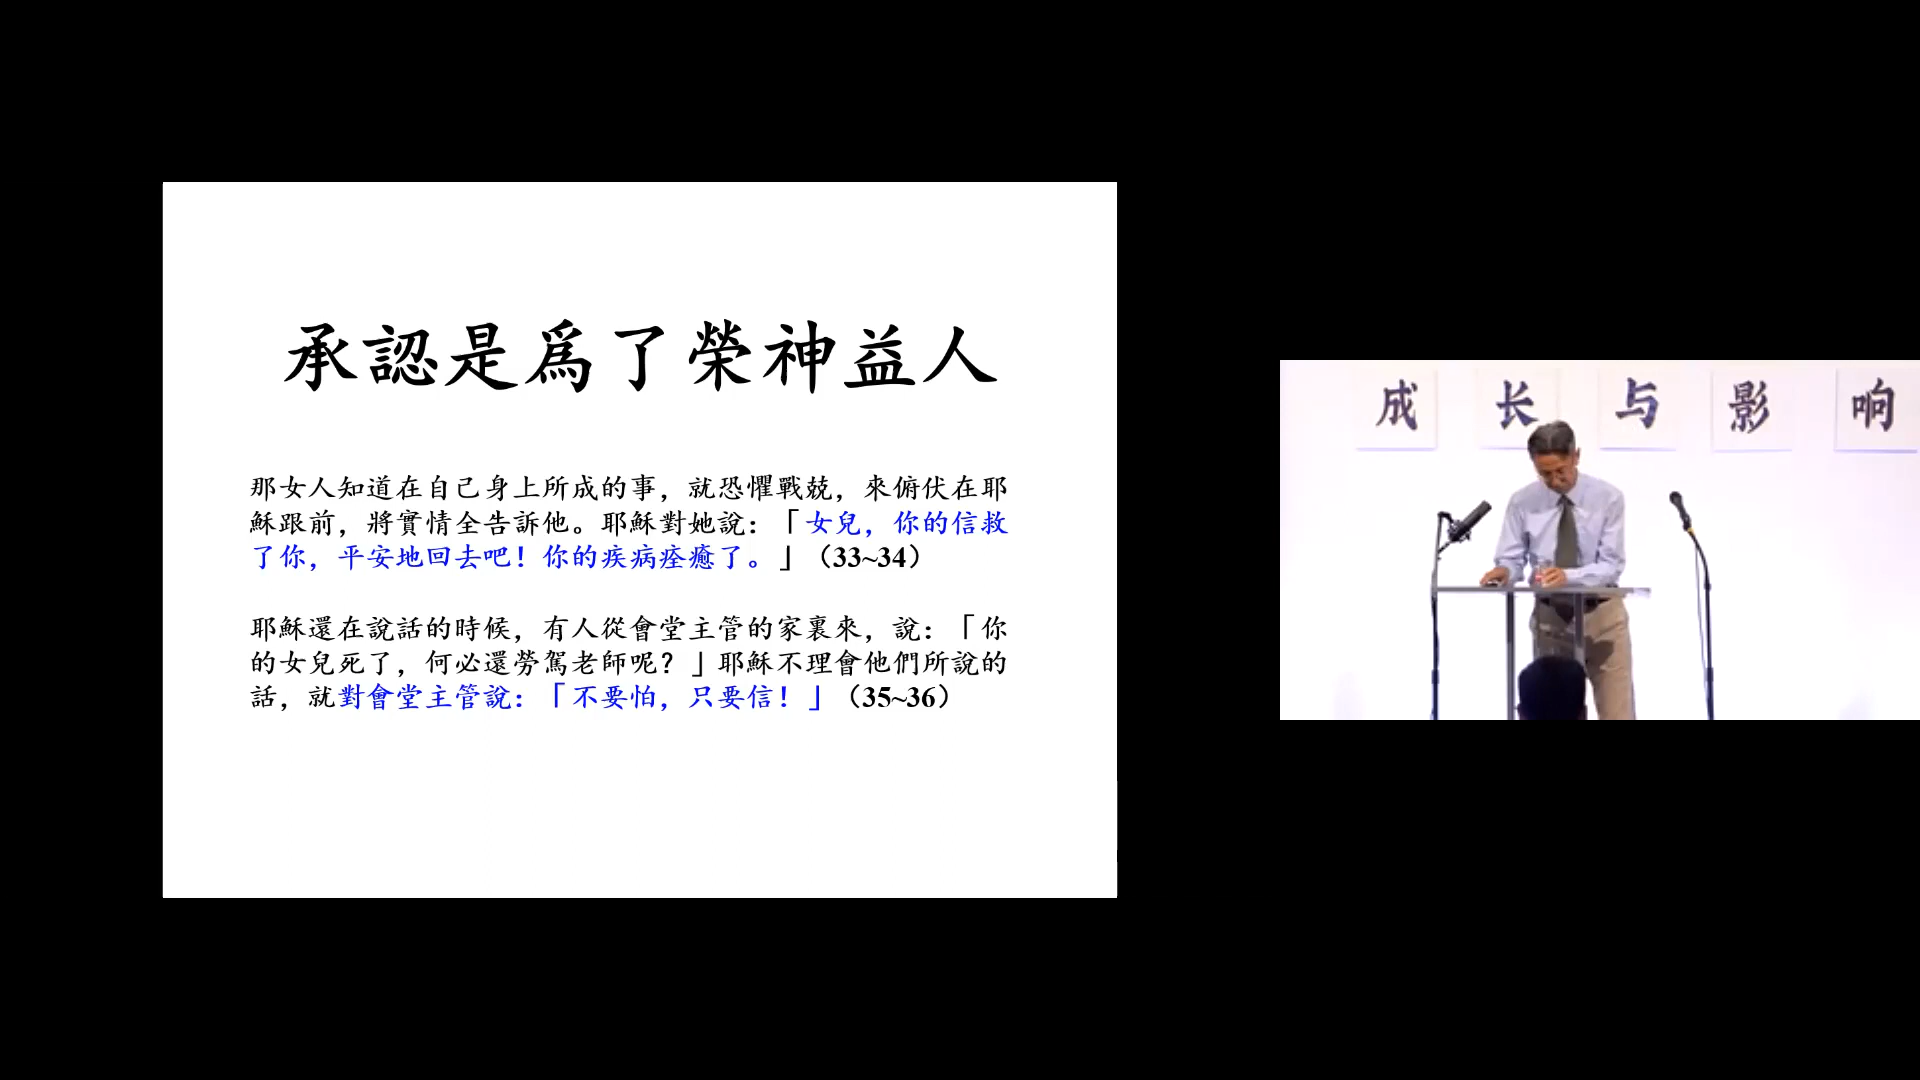 承認是爲了榮神益人
那女人知道在自己身上所成的事，就恐懼戰兢，來俯伏在耶
穌跟前，將實情全告訴他。耶穌對她說：「女兒，你的信救
了你，平安地回去吧！你的疾病痊癒了。」（33~34）
耶穌還在說話的時候，有人從會堂主管的家裏來，說：「你
的女兒死了，何必還勞駕老師呢？」耶穌不理會他們所說的
話，就對會堂主管說：「不要怕，只要信！」（35~36）
成长与影响